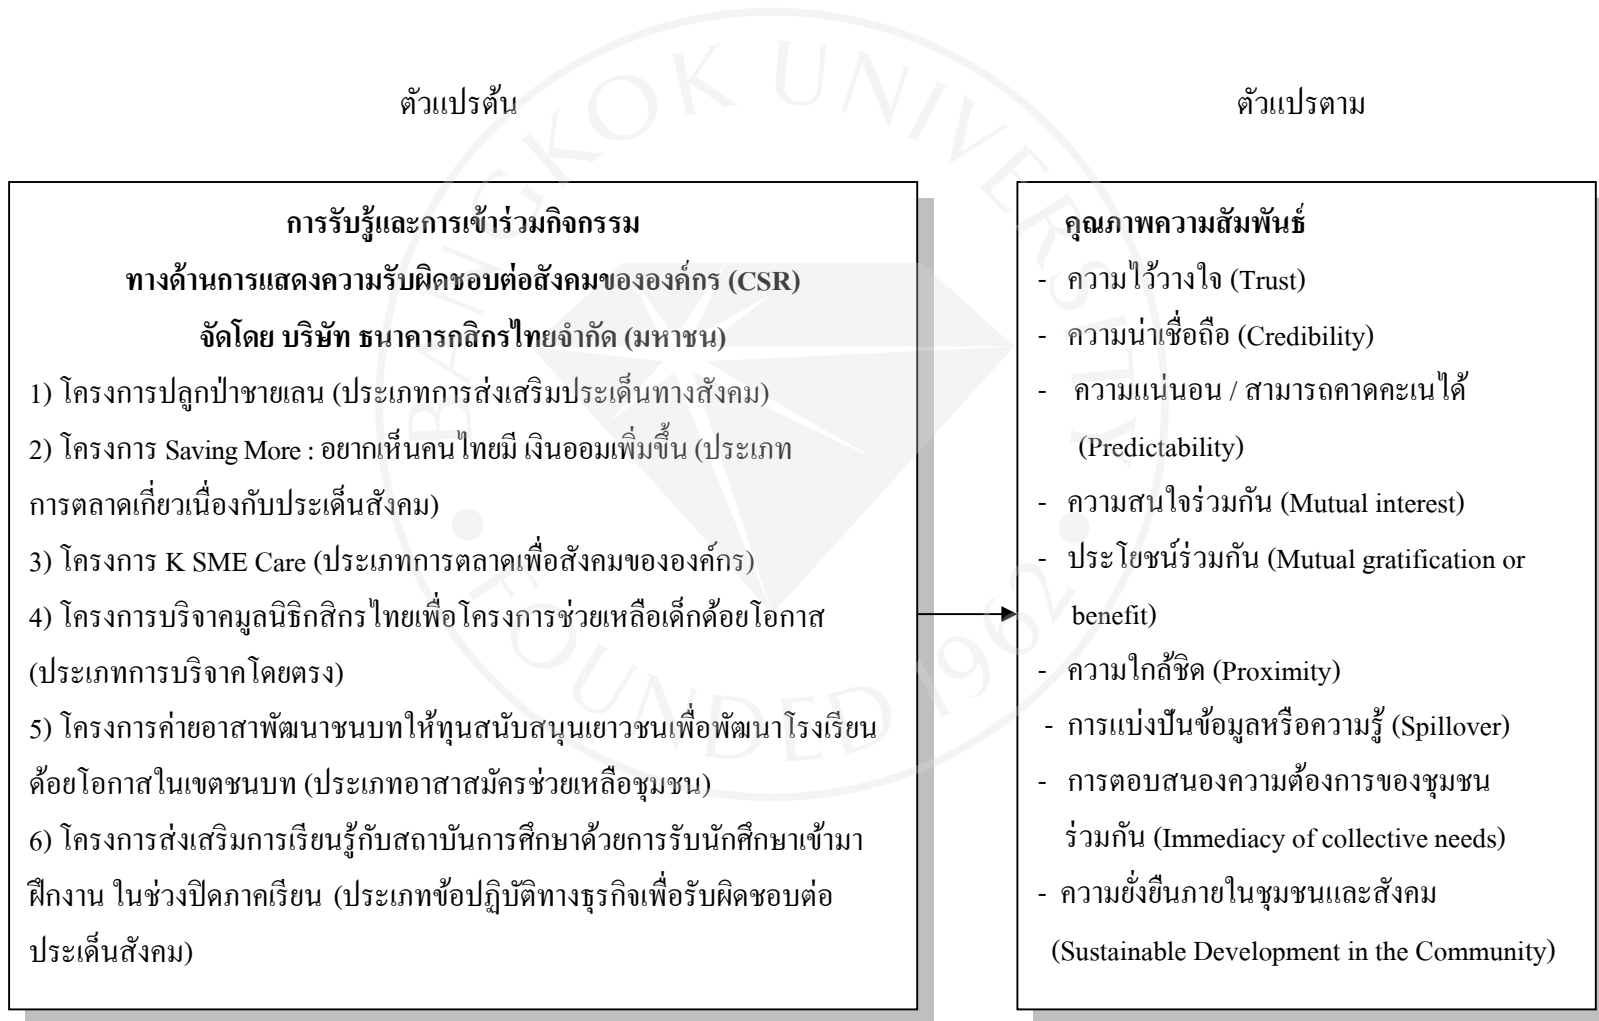 BANGKOK UNIVERSITY
FOUNDED 1962
ตัวแปรต้น
ตัวแปรตาม
การรับรู้และการเข้าร่วมกิจกรรม
ทางด้านการแสดงความรับผิดชอบต่อสังคมขององค์กร (CSR)
จัดโดย บริษัท ธนาคารกสิกรไทยจำกัด (มหาชน)
1) โครงการปลูกป่าชายเลน (ประเภทการส่งเสริมประเด็นทางสังคม)
2) โครงการ Saving More : อยากเห็นคนไทยมี เงินออมเพิ่มขึ้น (ประเภท
การตลาดเกี่ยวเนื่องกับประเด็นสังคม)
3) โครงการ K SME Care (ประเภทการตลาดเพื่อสังคมขององค์กร)
4) โครงการบริจาคมูลนิธิกสิกรไทยเพื่อโครงการช่วยเหลือเด็กด้อยโอกาส
(ประเภทการบริจาคโดยตรง)
5) โครงการค่ายอาสาพัฒนาชนบทให้ทุนสนับสนุนเยาวชนเพื่อพัฒนาโรงเรียน
ด้อยโอกาสในเขตชนบท (ประเภทอาสาสมัครช่วยเหลือชุมชน)
6) โครงการส่งเสริมการเรียนรู้กับสถาบันการศึกษาด้วยการรับนักศึกษาเข้ามา
ฝึกงาน ในช่วงปิดภาคเรียน (ประเภทข้อปฏิบัติทางธุรกิจเพื่อรับผิดชอบต่อ
ประเด็นสังคม)
คุณภาพความสัมพันธ์
- ความไว้วางใจ (Trust)
- ความน่าเชื่อถือ (Credibility)
- ความแน่นอน / สามารถคาดคะเนได้
(Predictability)
- ความสนใจร่วมกัน (Mutual interest)
- ประโยชน์ร่วมกัน (Mutual gratification or
benefit)
- ความใกล้ชิด (Proximity)
- การแบ่งปันข้อมูลหรือความรู้ (Spillover)
- การตอบสนองความต้องการของชุมชน
ร่วมกัน (Immediacy of collective needs)
- ความยั่งยืนภายในชุมชนและสังคม
(Sustainable Development in the Community)